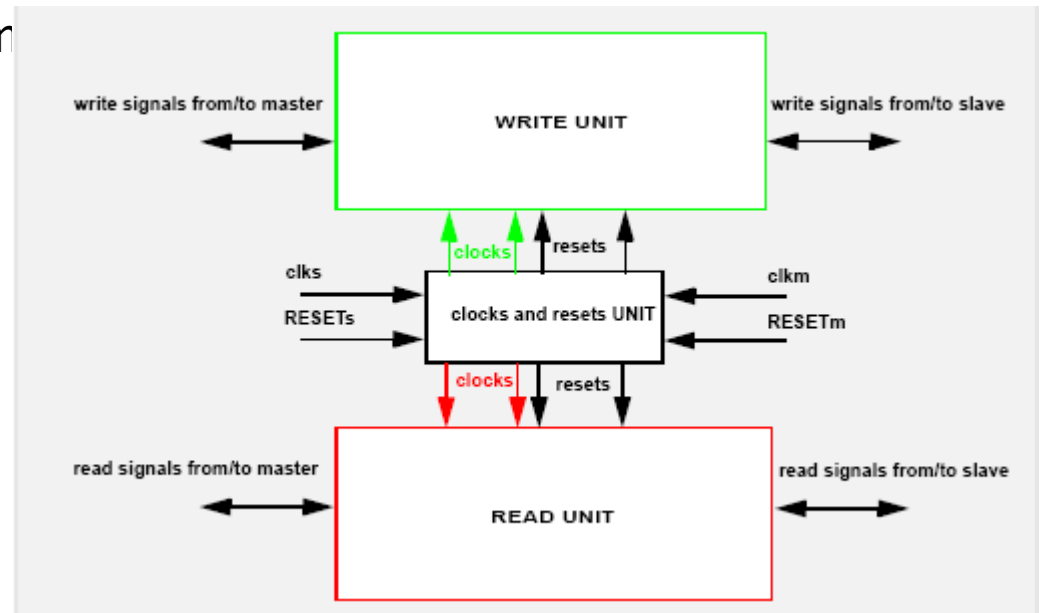 write signals from/to master
write signals from/to slave
WRITE UNIT
clocks
resets
clks
clkm
clocks and resets UNIT
RESETs
RESETm
clocks
resets
read signals from/to master
read signals from/to slave
READ UNIT